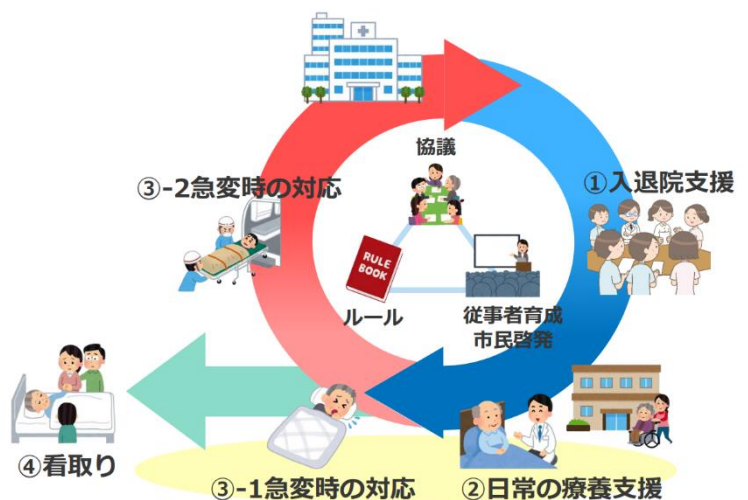 協議
③-2急変時の対応
①入退院支援
RULE
BOOK
ルール
従事者育成
市民啓発
④看取り
③-1急変時の対応
②日常の療養支援